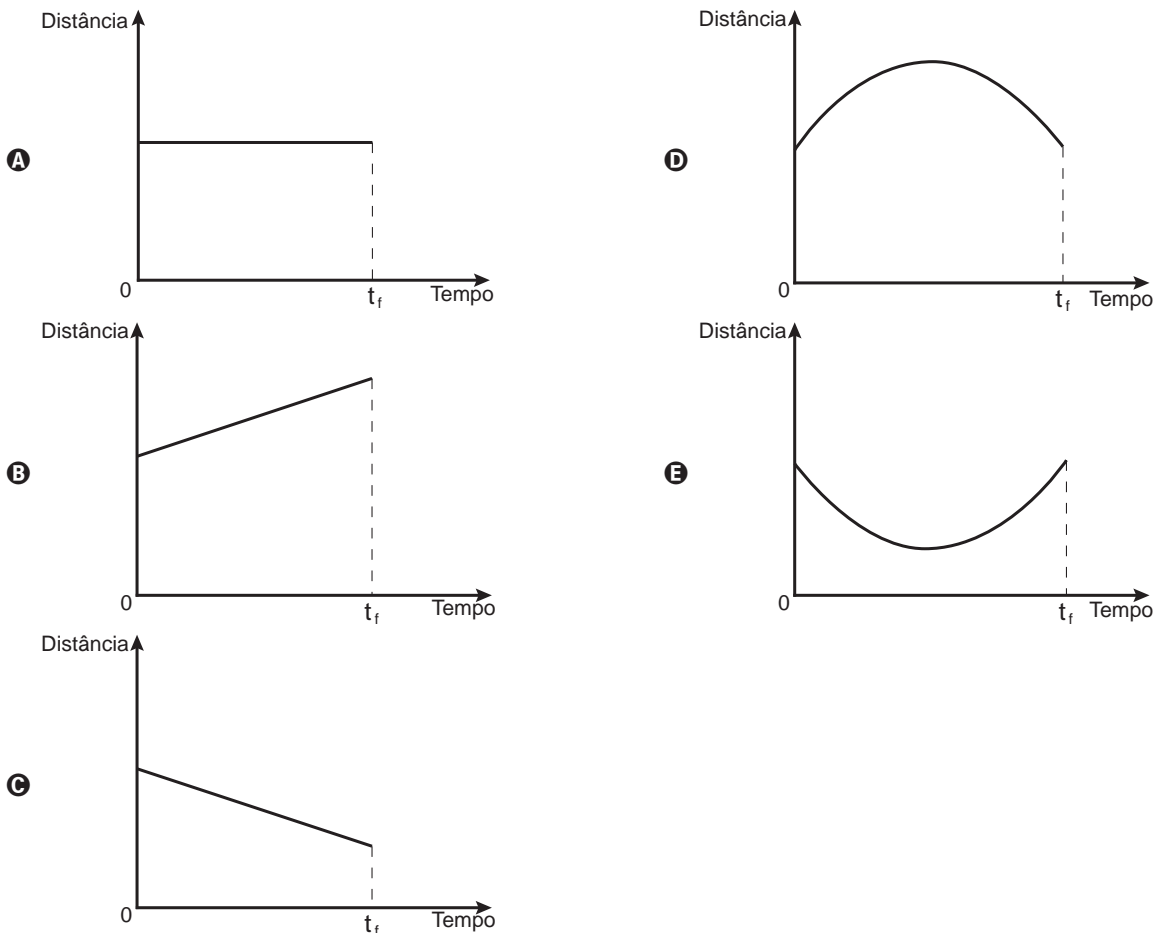 Distância
A
0
t f
Tempo
Distância
B
0
t f
Tempo
Distância
C
0
t f
Tempo
Distância
D
0
t f
Tempo
Distância
E
0
t f
Tempo